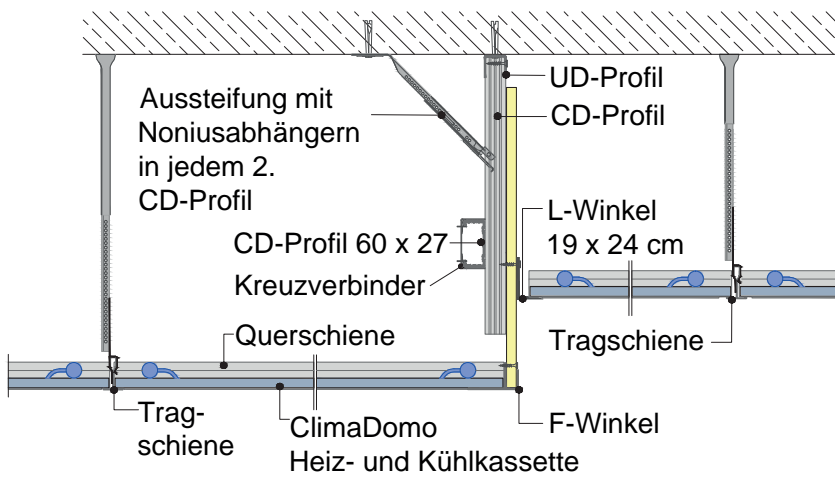 Aussteifung mit
Noniusabhängern
in jedem 2.
CD-Profil
UD-Profil
CD-Profil
L-Winkel
19 x 24 cm
CD-Profil 60 x 27
Kreuzverbinder
Querschiene
Tragschiene
Trag-
schiene
ClimaDomo
Heiz- und Kühlkassette
F-Winkel